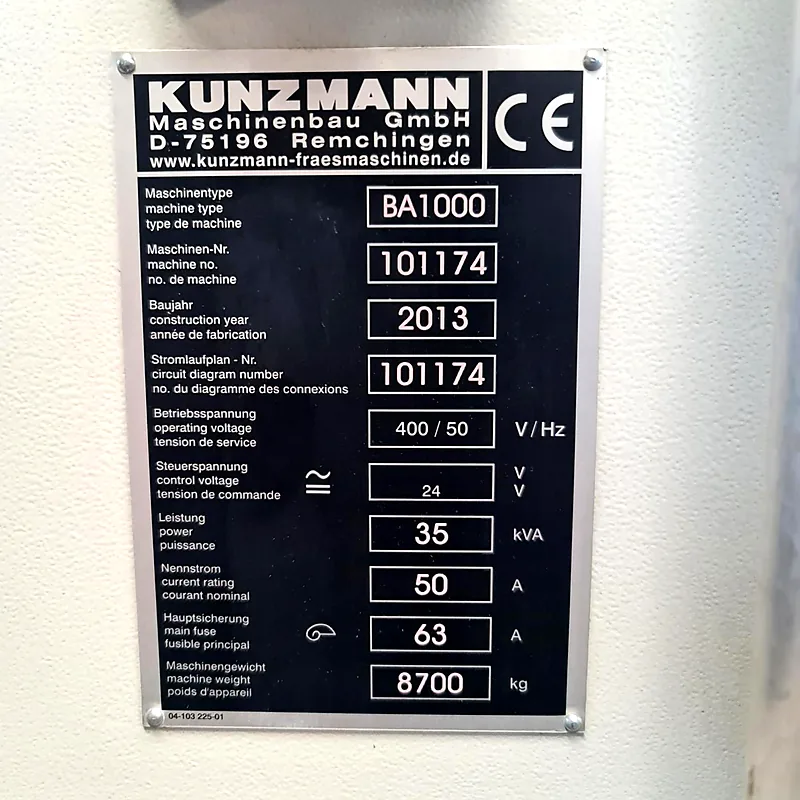 KUNZMANN
Maschinenbau GmbH
D-75196 Remchingen
www.kunzmann-fraesmaschinen.de
CE
Maschinentype
machine type
type de machine
BA1000
Maschinen-Nr.
machine no.
no. de machine
101174
Baujahr
construction year
année de fabrication
2013
Stromlaufplan - Nr.
circuit diagram number
no. du diagramme des connexions
101174
Betriebsspannung
operating voltage
tension de service
400 / 50 V/Hz
Steuerspannung
control voltage
tension de commande
V
24 V
Leistung
power
puissance
35 kVA
Nennstrom
current rating
courant nominal
50 A
Hauptsicherung
main fuse
fusible principal
63 A
Maschinengewicht
machine weight
poids d'appareil
8700 kg
04-103 225-01